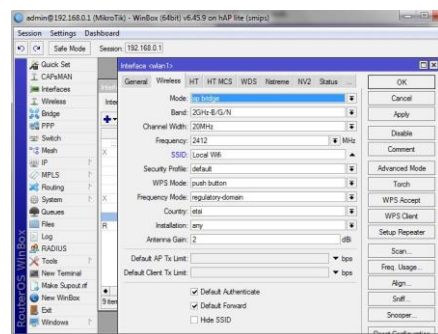 admin@192.168.0.1 (MikroTik) - WinBox (64bit) v6.45.9 on hAP lite (smips)
Session Settings Dashboard
Safe Mode Session: 192.168.0.1
Quick Set
CAPsMAN
Interfaces
Wireless
Bridge
PPP
Switch
Mesh
IP
MPLS
Routing
System
Queues
Files
Log
RADIUS
Tools
New Terminal
Make Supout.rif
New WinBox
Exit
Windows
RouterOS WinBox
Interface <wlan1>
General Wireless HT HT MCS WDS Nstreme NV2 Status ...
Mode: ap bridge
Band: 2GHz-B/G/N
Channel Width: 20MHz
Frequency: 2412 MHz
SSID: Local Wifi
Security Profile: default
WPS Mode: push button
Frequency Mode: regulatory-domain
Country: etsi
Installation: any
Antenna Gain: 2 dBi
Default AP Tx Limit: bps
Default Client Tx Limit: bps
Default Authenticate
Default Forward
Hide SSID
OK
Cancel
Apply
Disable
Comment
Advanced Mode
Torch
WPS Accept
WPS Client
Setup Repeater
Scan...
Freq. Usage...
Align...
Sniff...
Snooper...